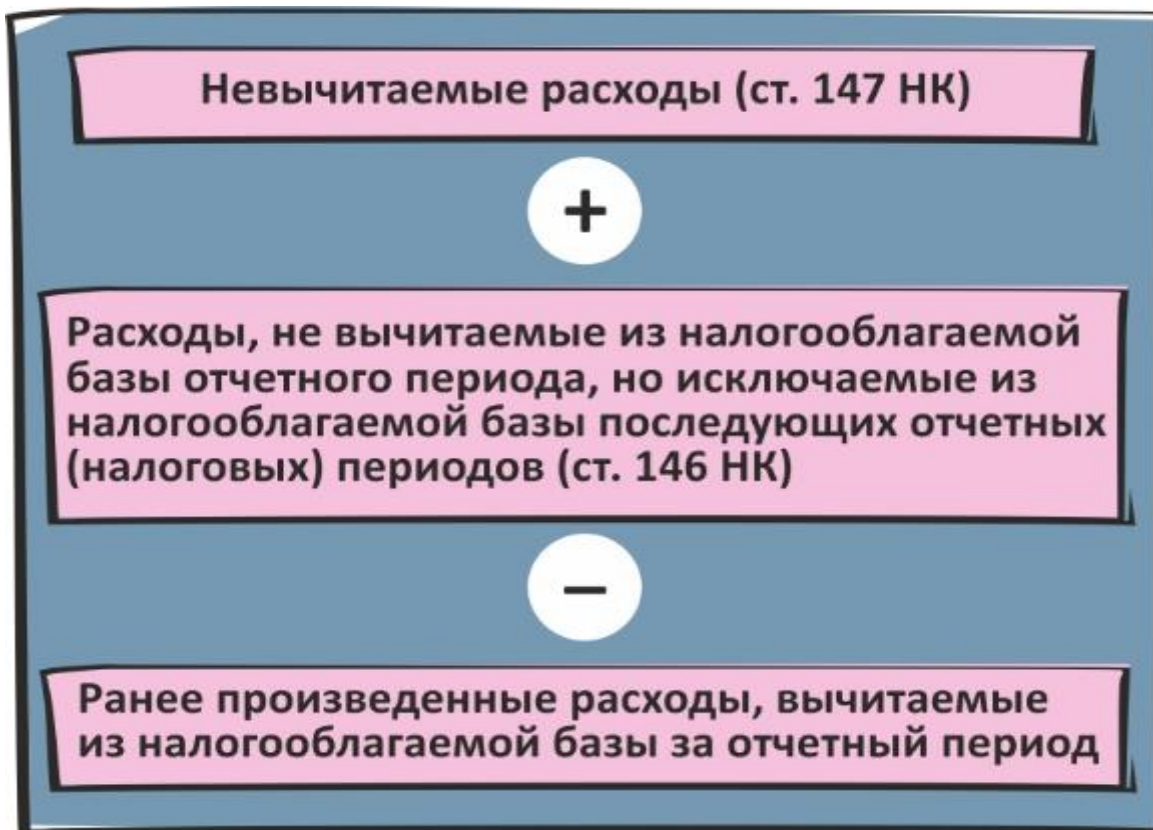 Невычитаемые расходы (ст. 147 НК)
+
Расходы, не вычитаемые из налогооблагаемой
базы отчетного периода, но исключаемые из
налогооблагаемой базы последующих отчетных
(налоговых) периодов (ст. 146 НК)
–
Ранее произведенные расходы, вычитаемые
из налогооблагаемой базы за отчетный период